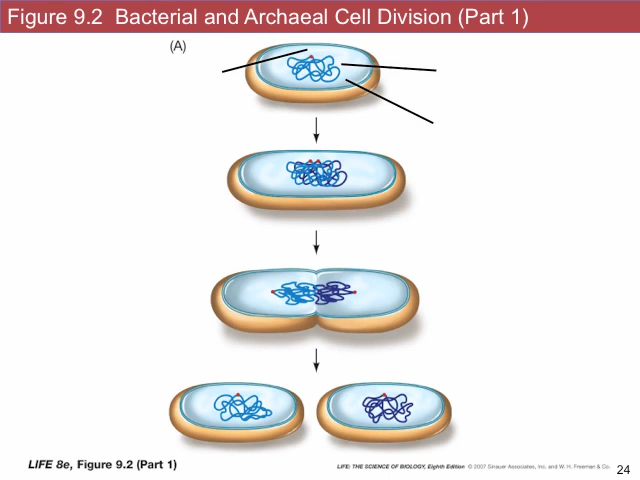 Figure 9.2 Bacterial and Archaeal Cell Division (Part 1)
(A)
LIFE 8e, Figure 9.2 (Part 1)
LIFE: THE SCIENCE OF BIOLOGY, Eighth Edition © 2007 Sinauer Associates, Inc. and W. H. Freeman & Co.
24